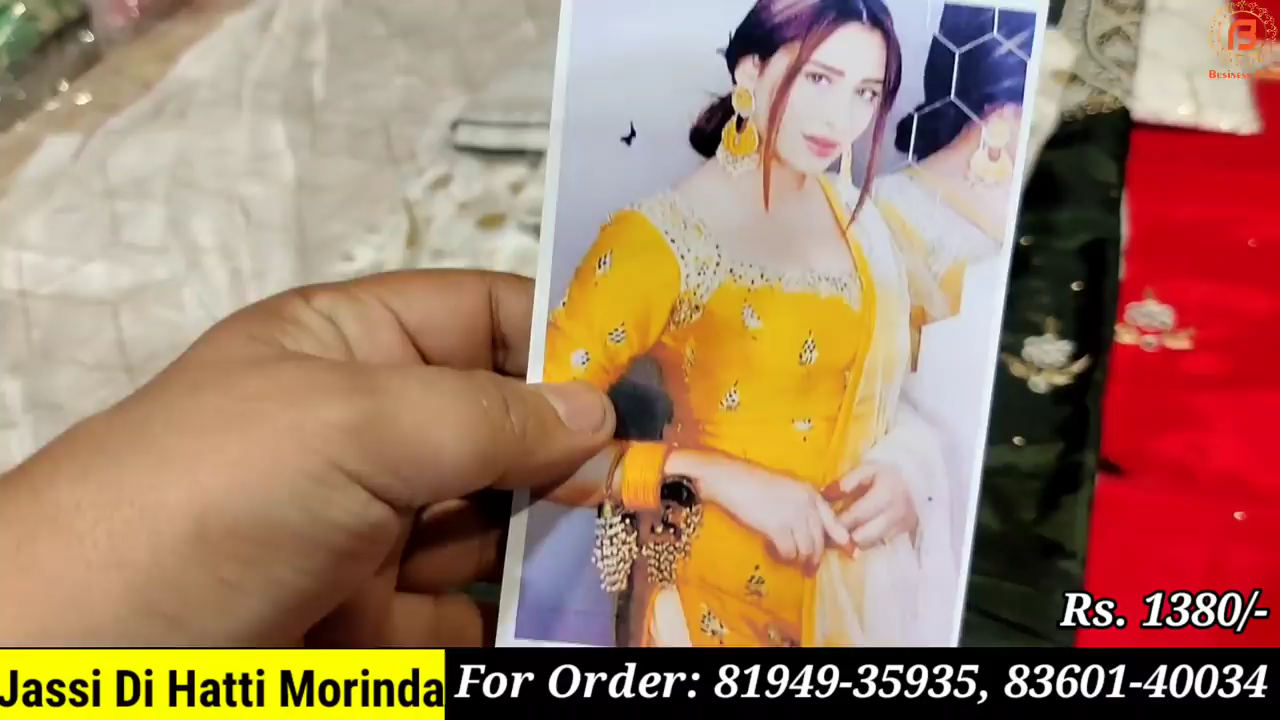 B
Rs. 1380/-
Jassi Di Hatti Morinda
For Order: 81949-35935, 83601-40034